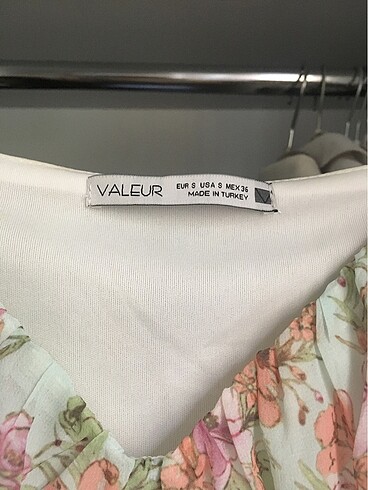 VALEUR
EUR S USA S MEX 36
MADE IN TURKEY